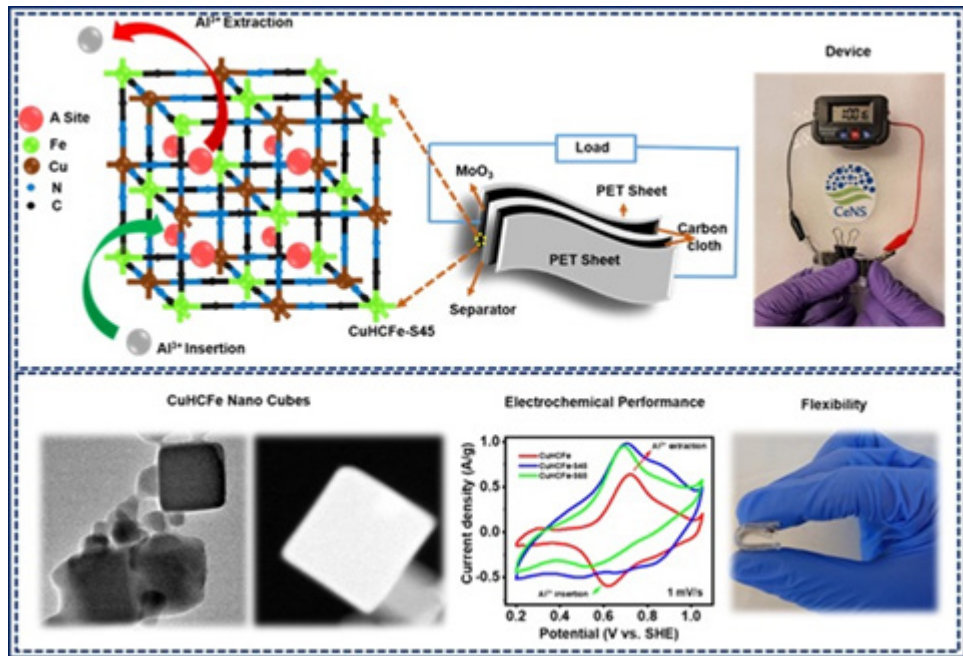 Al³⁺ Extraction
A Site
Fe
Cu
N
C
Al³⁺ Insertion
CuHCFe-S45
MoO₃
Load
PET Sheet
Carbon
cloth
PET Sheet
Separator
Device
CeNS
CuHCFe Nano Cubes
Electrochemical Performance
Current density (A/g)
1.0
0.5
0.0
-0.5
CuHCFe
CuHCFe-S45
CuHCFe-S65
Al³⁺ extraction
Al³⁺ insertion
1 mV/s
0.2 0.4 0.6 0.8 1.0
Potential (V vs. SHE)
Flexibility